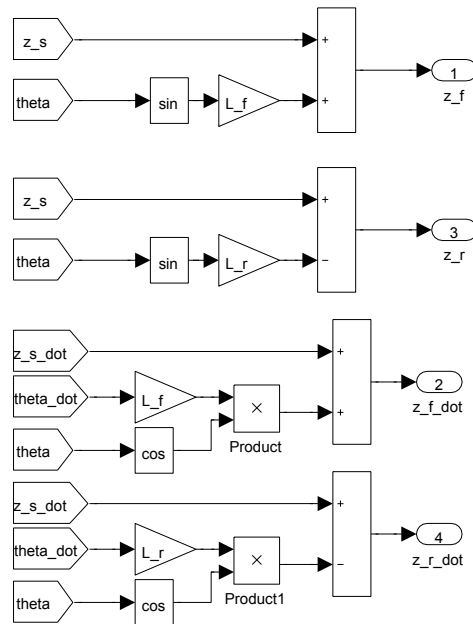 z_s
+
1
z_f
theta
sin
L_f
+
z_s
+
3
z_r
theta
sin
L_r
−
z_s_dot
+
2
z_f_dot
theta_dot
L_f
×
Product
+
theta
cos
z_s_dot
+
4
z_r_dot
theta_dot
L_r
×
Product1
−
theta
cos